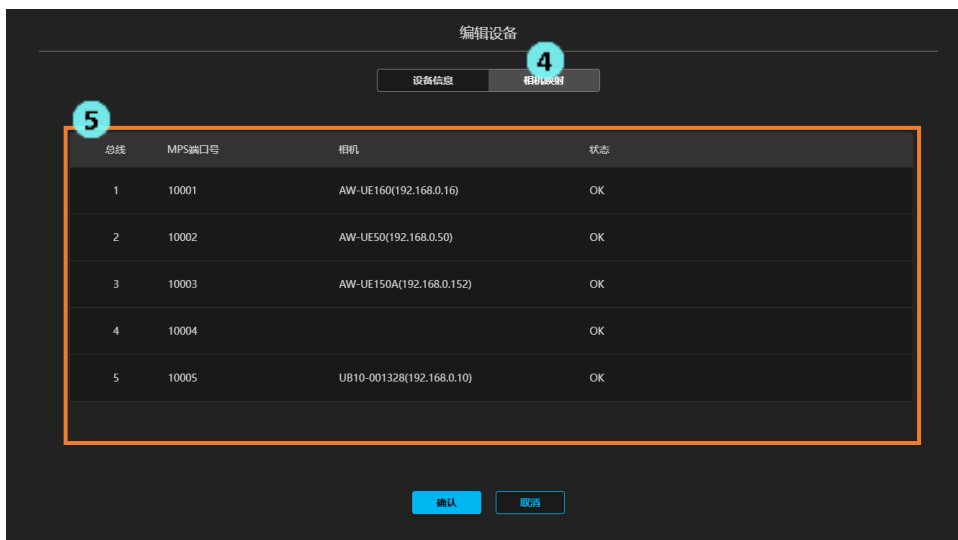 编辑设备
4
设备信息 相机映射
5
总线 MPS端口号 相机 状态
1 10001 AW-UE160(192.168.0.16) OK
2 10002 AW-UE50(192.168.0.50) OK
3 10003 AW-UE150A(192.168.0.152) OK
4 10004 OK
5 10005 UB10-001328(192.168.0.10) OK
确认 取消